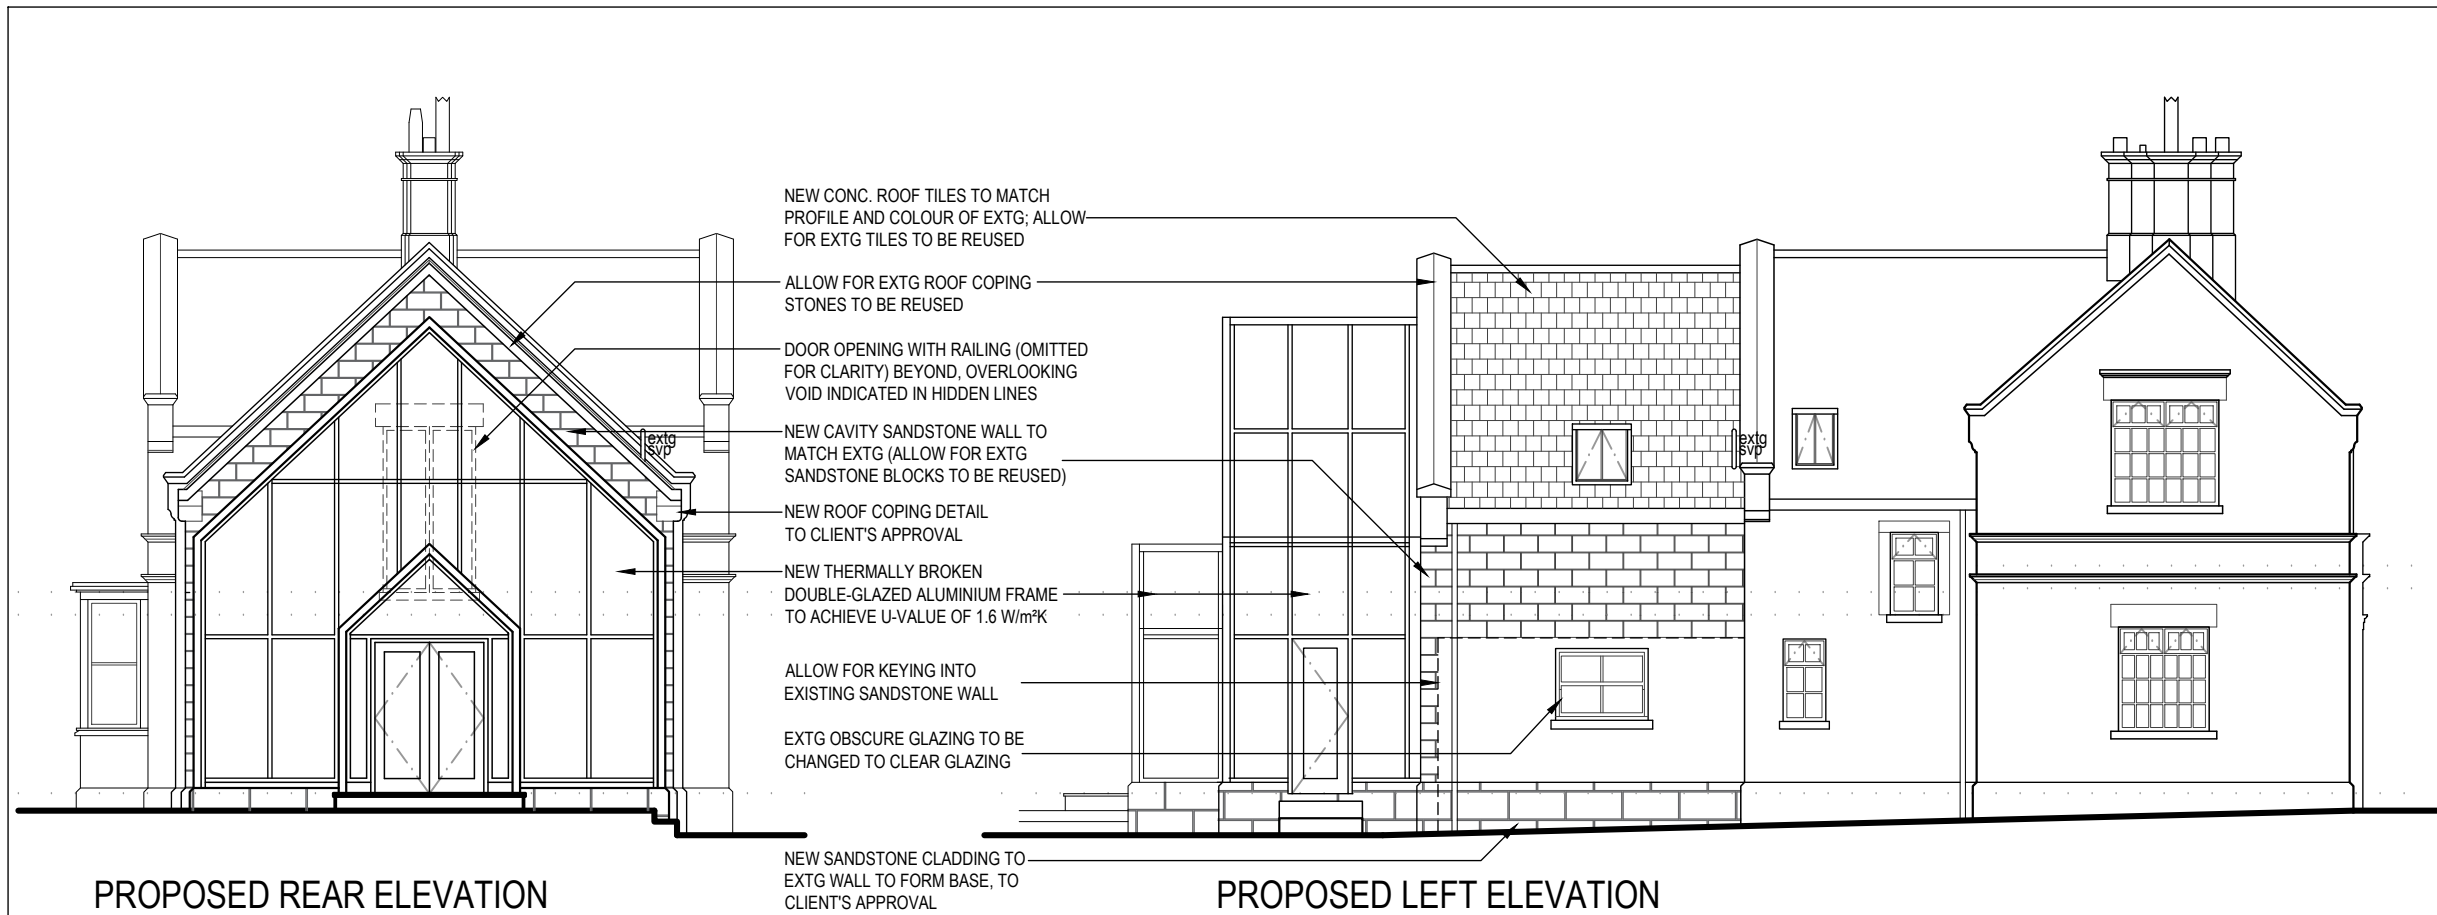 NEW CONC. ROOF TILES TO MATCH
PROFILE AND COLOUR OF EXTG; ALLOW
FOR EXTG TILES TO BE REUSED
ALLOW FOR EXTG ROOF COPING
STONES TO BE REUSED
DOOR OPENING WITH RAILING (OMITTED
FOR CLARITY) BEYOND, OVERLOOKING
VOID INDICATED IN HIDDEN LINES
NEW CAVITY SANDSTONE WALL TO
MATCH EXTG (ALLOW FOR EXTG
SANDSTONE BLOCKS TO BE REUSED)
extg
svp
extg
svp
NEW ROOF COPING DETAIL
TO CLIENT'S APPROVAL
NEW THERMALLY BROKEN
DOUBLE-GLAZED ALUMINIUM FRAME
TO ACHIEVE U-VALUE OF 1.6 W/m²K
ALLOW FOR KEYING INTO
EXISTING SANDSTONE WALL
EXTG OBSCURE GLAZING TO BE
CHANGED TO CLEAR GLAZING
NEW SANDSTONE CLADDING TO
EXTG WALL TO FORM BASE, TO
CLIENT'S APPROVAL
PROPOSED REAR ELEVATION
PROPOSED LEFT ELEVATION